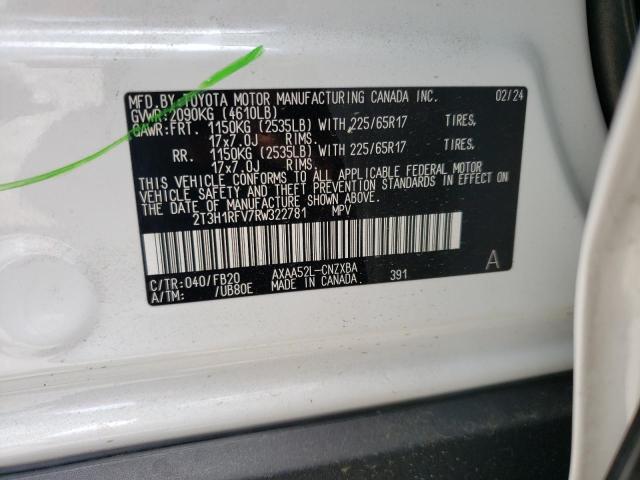 MFD.BY TOYOTA MOTOR MANUFACTURING CANADA INC. 02/24
GVWR:2090KG (4610LB)
GAWR:FRT. 1150KG (2535LB) WITH 225/65R17 TIRES.
17x7.0J RIMS.
RR. 1150KG (2535LB) WITH 225/65R17 TIRES.
17x7.0J RIMS.
THIS VEHICLE CONFORMS TO ALL APPLICABLE FEDERAL MOTOR
VEHICLE SAFETY AND THEFT PREVENTION STANDARDS IN EFFECT ON
THE DATE OF MANUFACTURE SHOWN ABOVE.
2T3H1RFV7RW322781 MPV
C/TR:040/FB20 AXAA52L-CNZXBA 391 A
A/TM: /UB80E MADE IN CANADA.